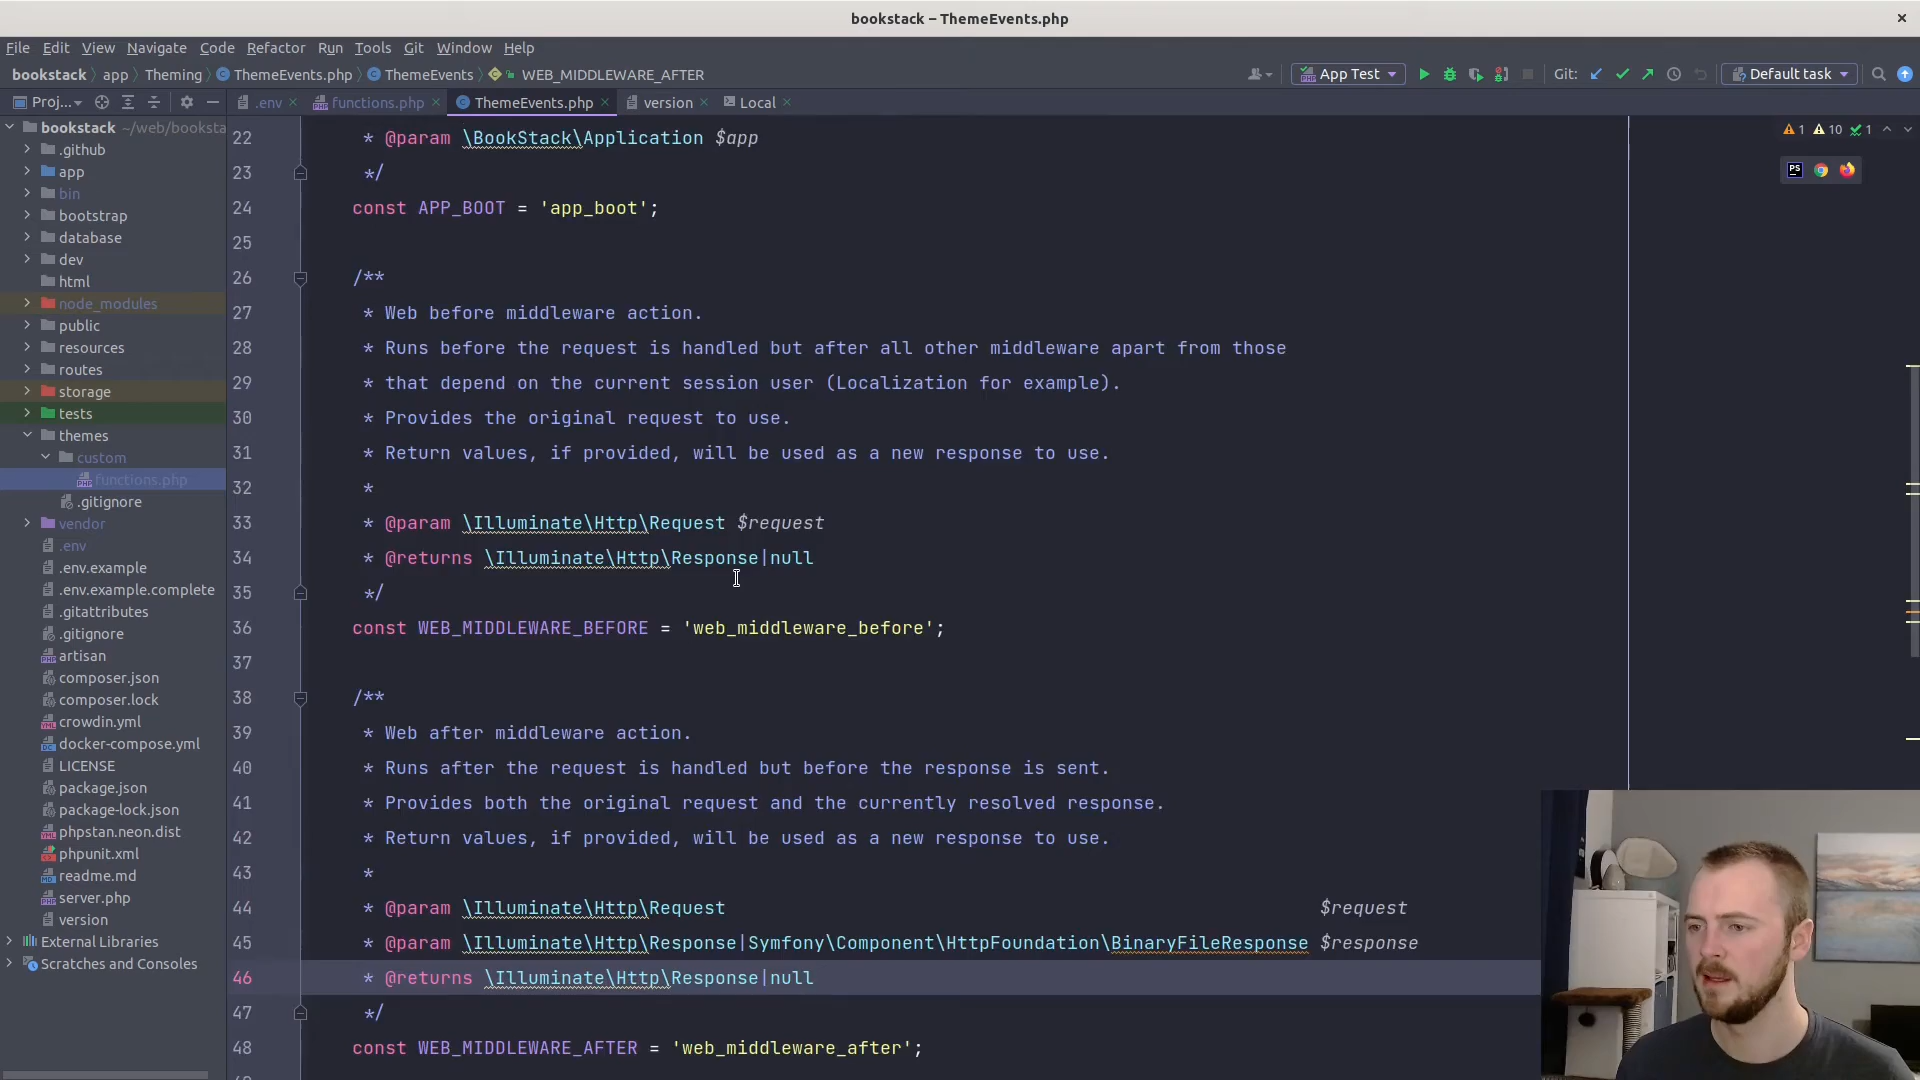 bookstack – ThemeEvents.php
File Edit View Navigate Code Refactor Run Tools Git Window Help
bookstack app Theming ThemeEvents.php ThemeEvents WEB_MIDDLEWARE_AFTER
App Test Git: Default task
Proj... .env functions.php ThemeEvents.php version Local
bookstack ~/web/booksta
.github
app
bin
bootstrap
database
dev
html
node_modules
public
resources
routes
storage
tests
themes
custom
functions.php
.gitignore
vendor
.env
.env.example
.env.example.complete
.gitattributes
.gitignore
artisan
composer.json
composer.lock
crowdin.yml
docker-compose.yml
LICENSE
package.json
package-lock.json
phpstan.neon.dist
phpunit.xml
readme.md
server.php
version
External Libraries
Scratches and Consoles
1 10 1
PS
22 * @param \BookStack\Application $app
23 */
24 const APP_BOOT = 'app_boot';
25
26 /**
27 * Web before middleware action.
28 * Runs before the request is handled but after all other middleware apart from those
29 * that depend on the current session user (Localization for example).
30 * Provides the original request to use.
31 * Return values, if provided, will be used as a new response to use.
32 *
33 * @param \Illuminate\Http\Request $request
34 * @returns \Illuminate\Http\Response|null
35 */
36 const WEB_MIDDLEWARE_BEFORE = 'web_middleware_before';
37
38 /**
39 * Web after middleware action.
40 * Runs after the request is handled but before the response is sent.
41 * Provides both the original request and the currently resolved response.
42 * Return values, if provided, will be used as a new response to use.
43 *
44 * @param \Illuminate\Http\Request $request
45 * @param \Illuminate\Http\Response|Symfony\Component\HttpFoundation\BinaryFileResponse $response
46 * @returns \Illuminate\Http\Response|null
47 */
48 const WEB_MIDDLEWARE_AFTER = 'web_middleware_after';